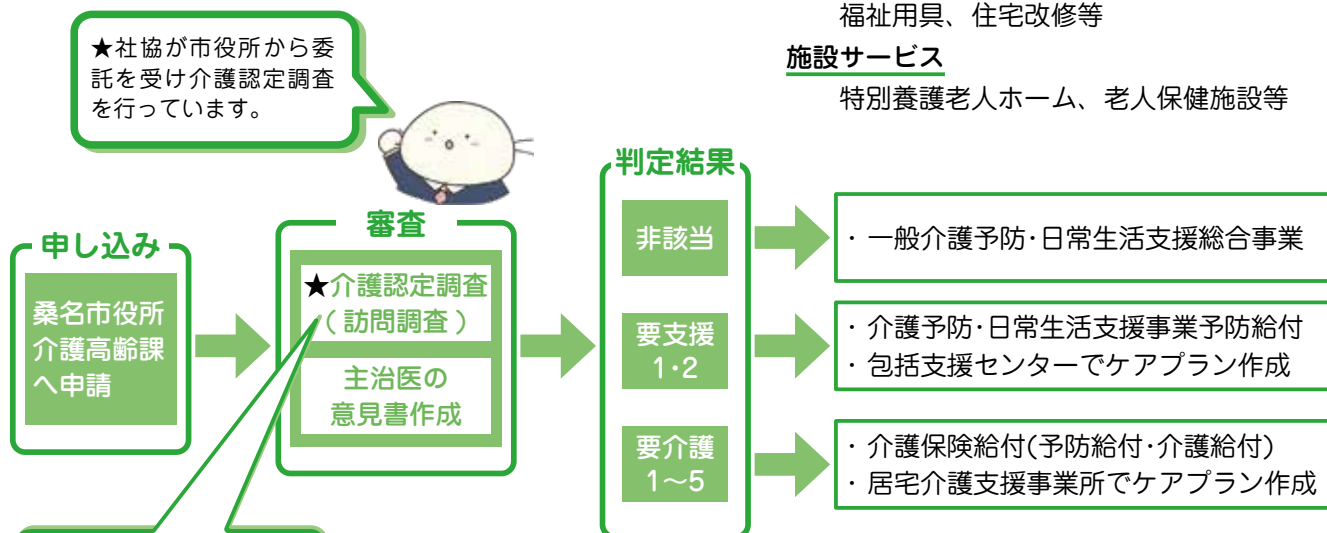 福祉用具、住宅改修等
施設サービス
特別養護老人ホーム、老人保健施設等
★社協が市役所から委
託を受け介護認定調査
を行っています。
申し込み
桑名市役所
介護高齢課
へ申請
審査
★介護認定調査
(訪問調査)
主治医の
意見書作成
判定結果
非該当
・一般介護予防・日常生活支援総合事業
要支援
1・2
・介護予防・日常生活支援事業予防給付
・包括支援センターでケアプラン作成
要介護
1〜5
・介護保険給付(予防給付・介護給付)
・居宅介護支援事業所でケアプラン作成